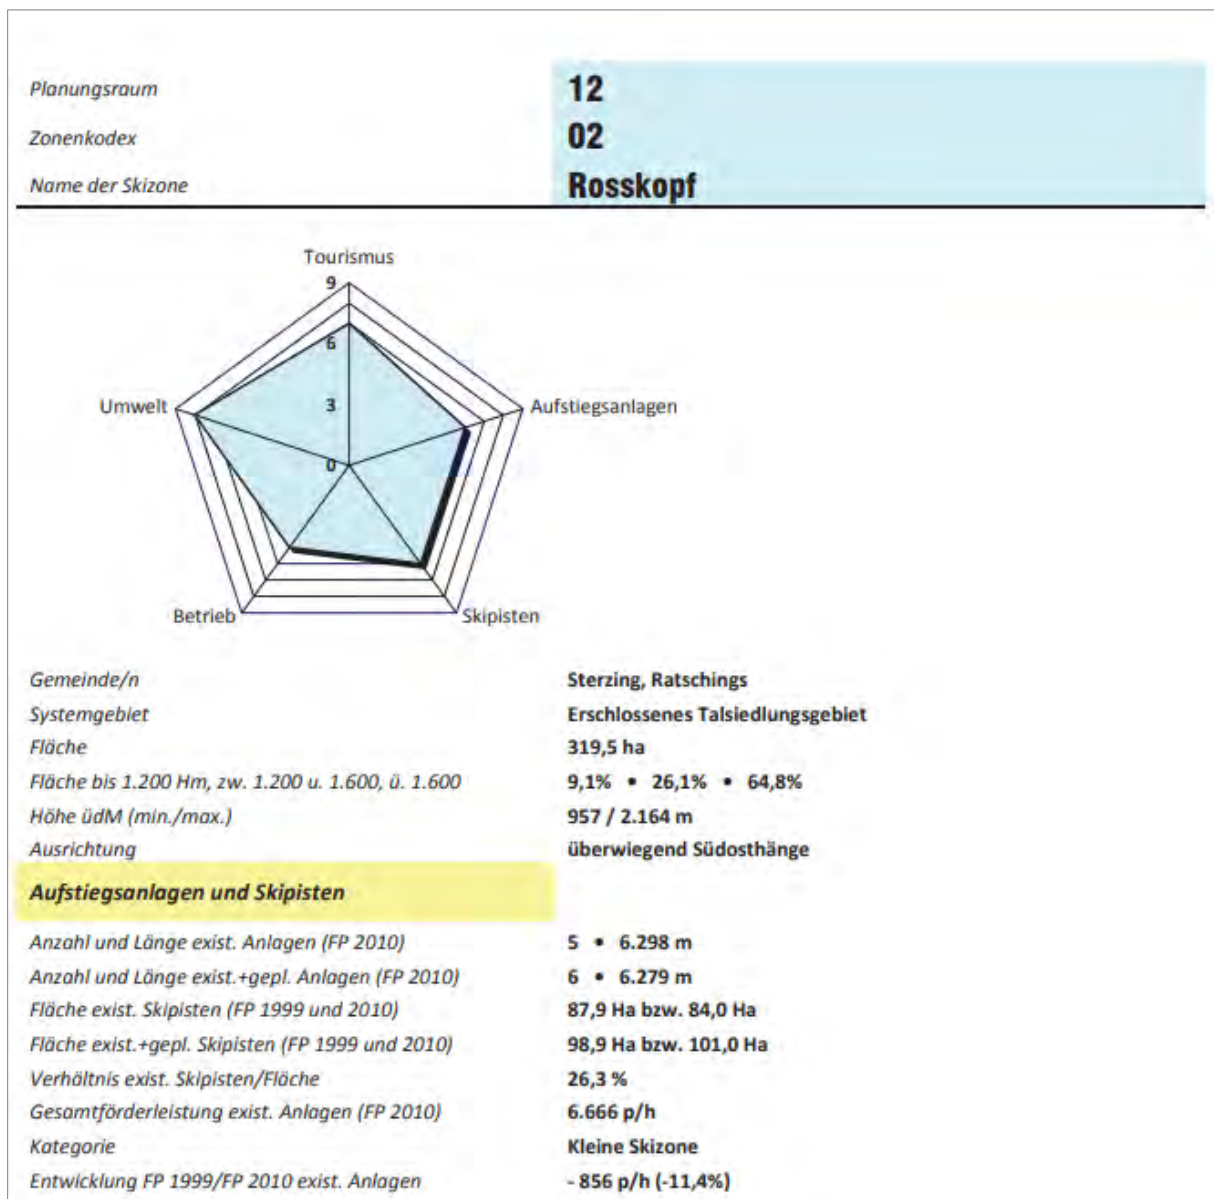 Planungsraum 12
Zonenkodex 02
Name der Skizone Rosskopf
Tourismus
9
6
Umwelt 3 Aufstiegsanlagen
0
Betrieb Skipisten
Gemeinde/n Sterzing, Ratschings
Systemgebiet Erschlossenes Talsiedlungsgebiet
Fläche 319,5 ha
Fläche bis 1.200 Hm, zw. 1.200 u. 1.600, ü. 1.600 9,1% • 26,1% • 64,8%
Höhe üdM (min./max.) 957 / 2.164 m
Ausrichtung überwiegend Südosthänge
Aufstiegsanlagen und Skipisten
Anzahl und Länge exist. Anlagen (FP 2010) 5 • 6.298 m
Anzahl und Länge exist.+gepl. Anlagen (FP 2010) 6 • 6.279 m
Fläche exist. Skipisten (FP 1999 und 2010) 87,9 Ha bzw. 84,0 Ha
Fläche exist.+gepl. Skipisten (FP 1999 und 2010) 98,9 Ha bzw. 101,0 Ha
Verhältnis exist. Skipisten/Fläche 26,3 %
Gesamtförderleistung exist. Anlagen (FP 2010) 6.666 p/h
Kategorie Kleine Skizone
Entwicklung FP 1999/FP 2010 exist. Anlagen - 856 p/h (-11,4%)